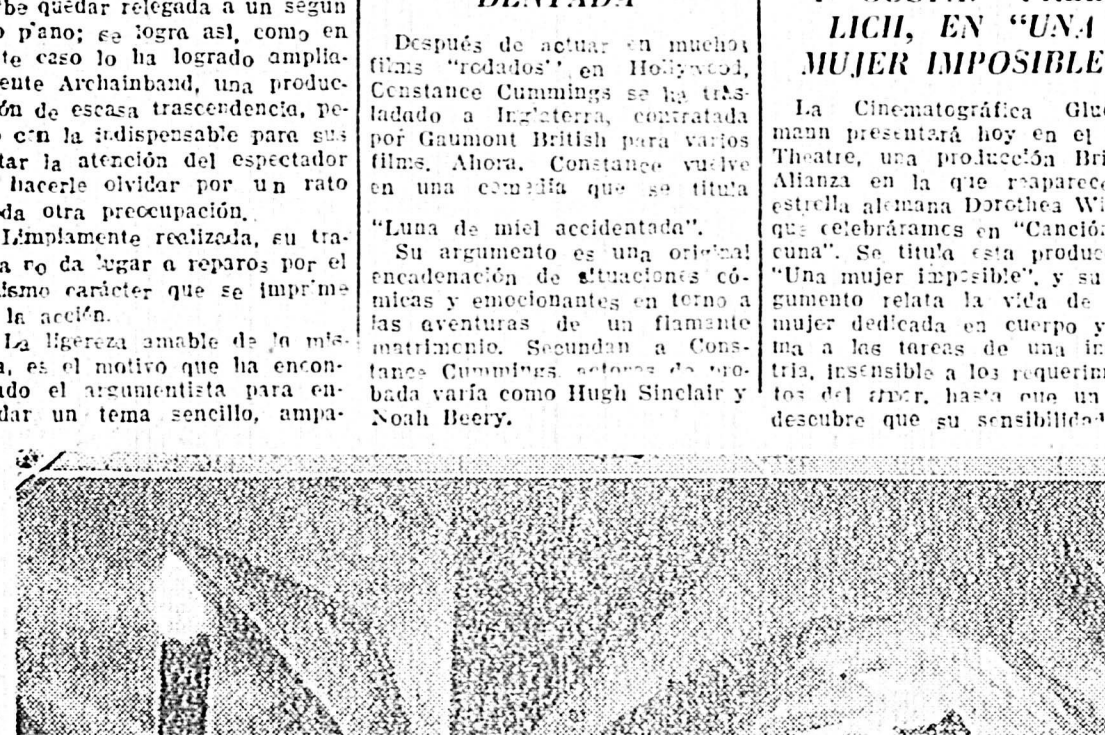 be quedar relegada a un segun
p'ano; se logra asl, como en
te caso lo ha logrado amplia-
ente Archainband, una produc-
ón de escasa trascendencia, pe-
con la indispensable para sus
tar la atención del espectador
hacerle olvidar por un rato
da otra preocupación.
Limpiamente realizada, su tra-
a no da lugar a reparos por el
ismo carácter que se imprime
la acción.
La ligereza amable de la mis-
a, es el motivo que ha encon-
ado el argumentista para en-
dar un tema sencillo, ampa-
DENTADA
Después de actuar en muchos
films "rodados" en Hollywood,
Constance Cummings se ha tras-
ladado a Inglaterra, contratada
por Gaumont British para varios
films. Ahora. Constance vuelve
en una comedia que se titula
"Luna de miel accidentada".
Su argumento es una original
encadenación de situaciones có-
micas y emocionantes en torno a
las aventuras de un flamante
matrimonio. Secundan a Cons-
tance Cummings actores de pro-
bada varía como Hugh Sinclair y
Noah Beery.
LICH, EN "UNA
MUJER IMPOSIBLE
La Cinematográfica Glu
mann presentará hoy en el
Theatre, una producción Bri
Alianza en la que reaparec
estrella alemana Dorothea Wi
que celebráramos en "Canció
cuna". Se titula esta produc
"Una mujer imposible". y su
gumento relata la vida de
mujer dedicada en cuerpo y
ma a las tareas de una in
tria, insensible a los requerim
tos del amor. hasta que un
descubre que su sensibilidad